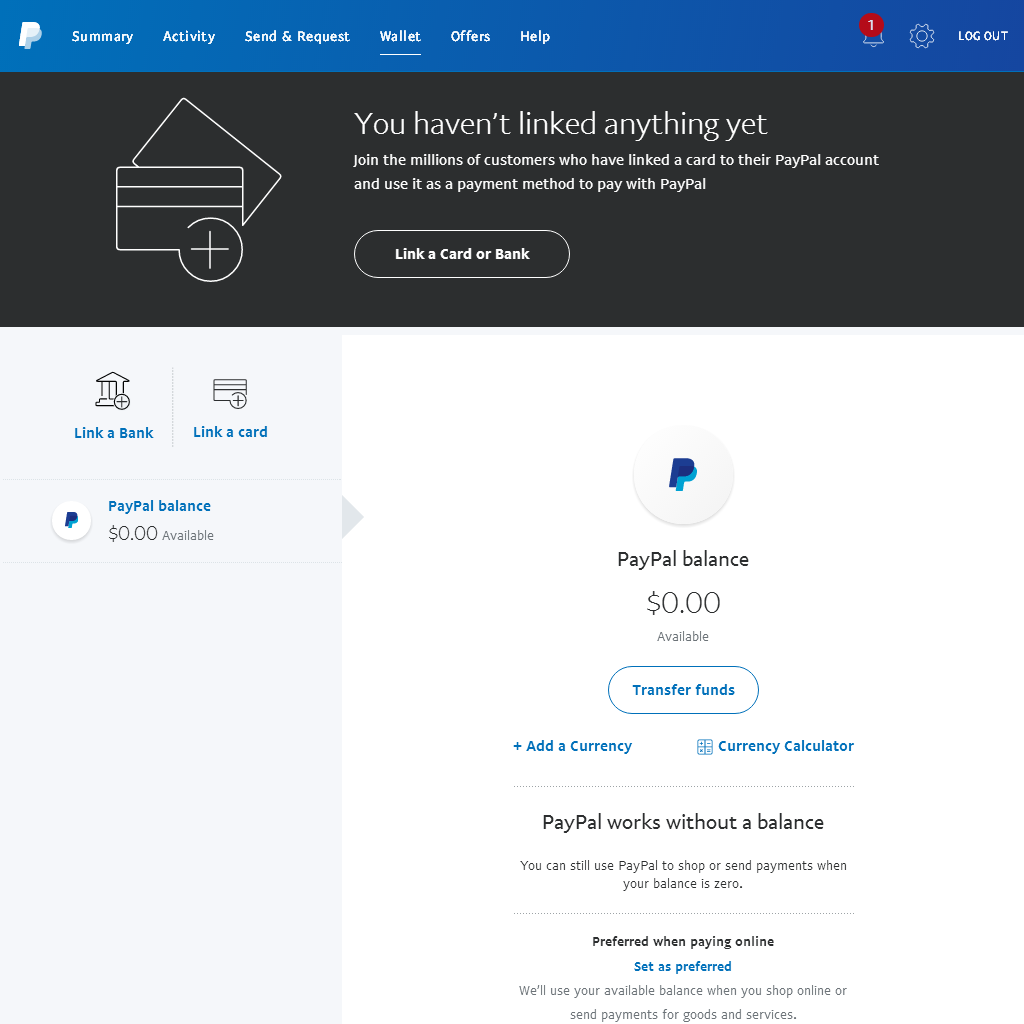 Summary
Activity
Send & Request
Wallet
Offers
Help
1
LOG OUT
You haven't linked anything yet
Join the millions of customers who have linked a card to their PayPal account
and use it as a payment method to pay with PayPal
Link a Card or Bank
Link a Bank
Link a card
PayPal balance
$0.00 Available
PayPal balance
$0.00
Available
Transfer funds
+ Add a Currency
Currency Calculator
PayPal works without a balance
You can still use PayPal to shop or send payments when
your balance is zero.
Preferred when paying online
Set as preferred
We'll use your available balance when you shop online or
send payments for goods and services.